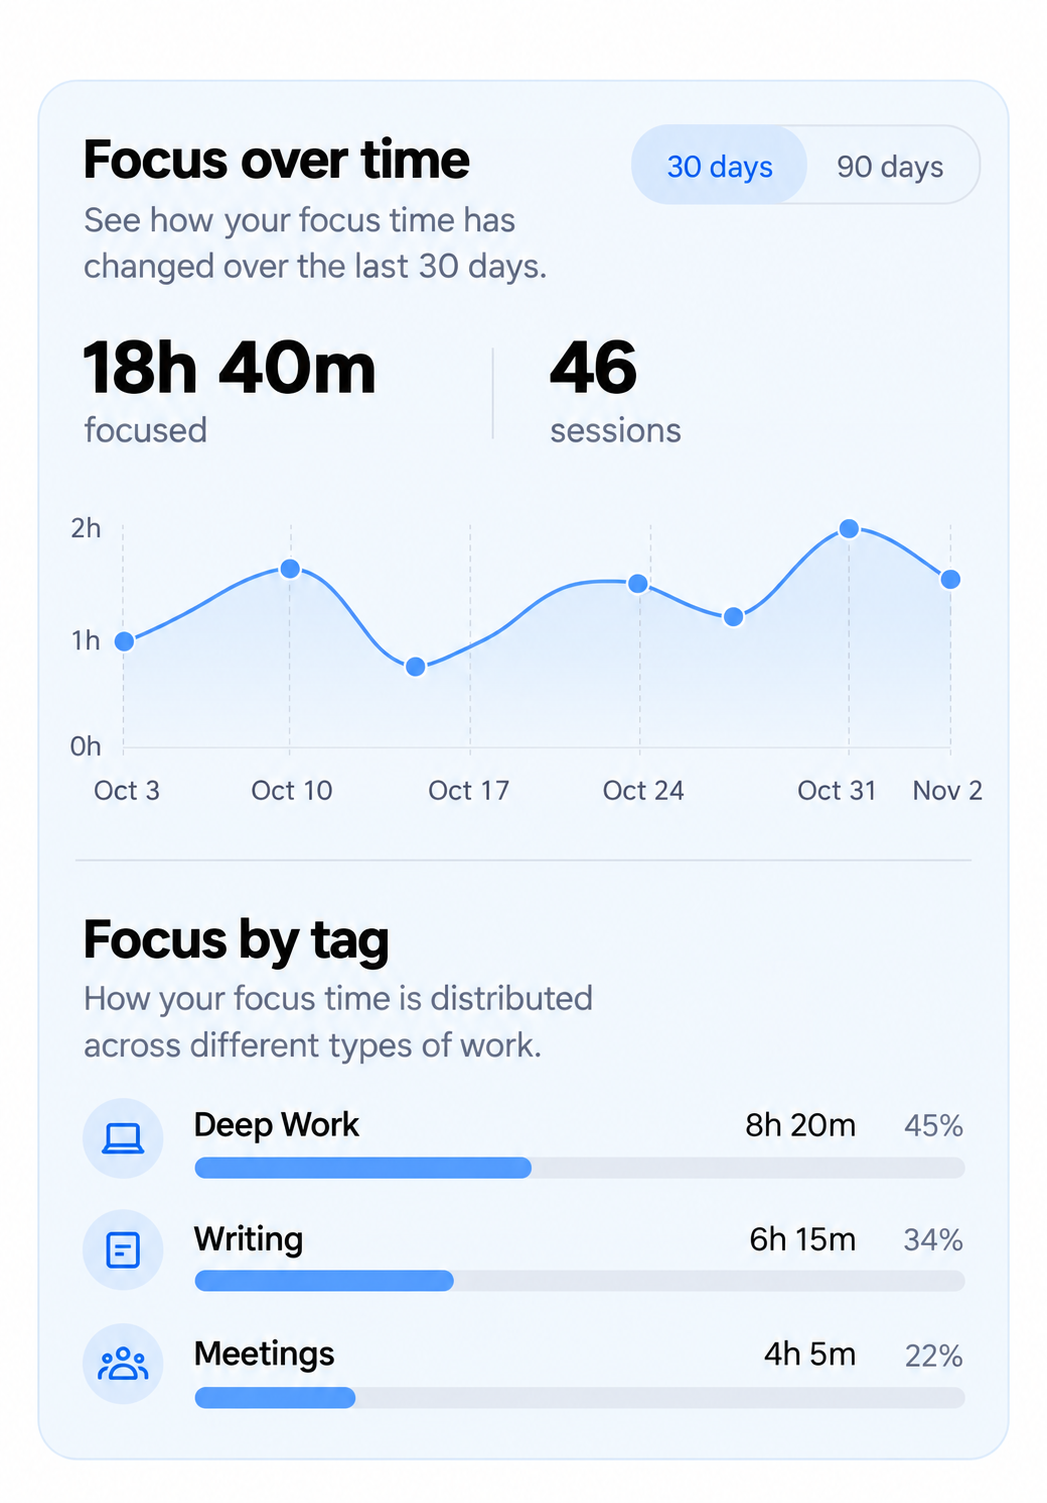 Focus over time
30 days
90 days
See how your focus time has
changed over the last 30 days.
18h 40m
focused
46
sessions
2h
1h
0h
Oct 3
Oct 10
Oct 17
Oct 24
Oct 31
Nov 2
Focus by tag
How your focus time is distributed
across different types of work.
Deep Work 8h 20m 45%
Writing 6h 15m 34%
Meetings 4h 5m 22%